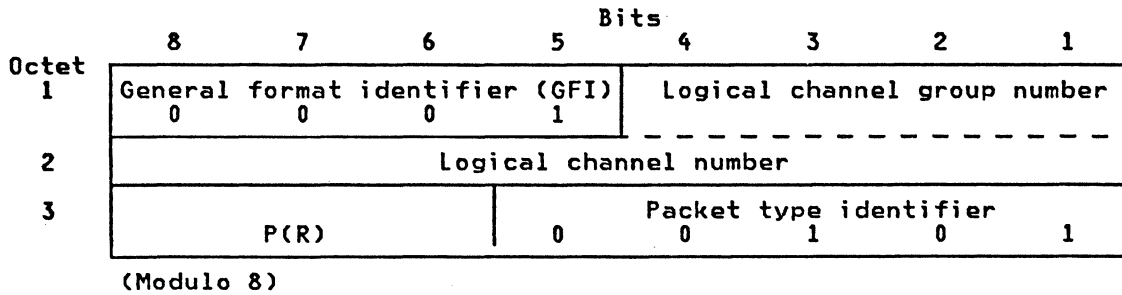 Bits
8 7 6 5 4 3 2 1
Octet
1 General format identifier (GFI) Logical channel group number
0 0 0 1
2 Logical channel number
3 Packet type identifier
P(R) 0 0 1 0 1
(Modulo 8)